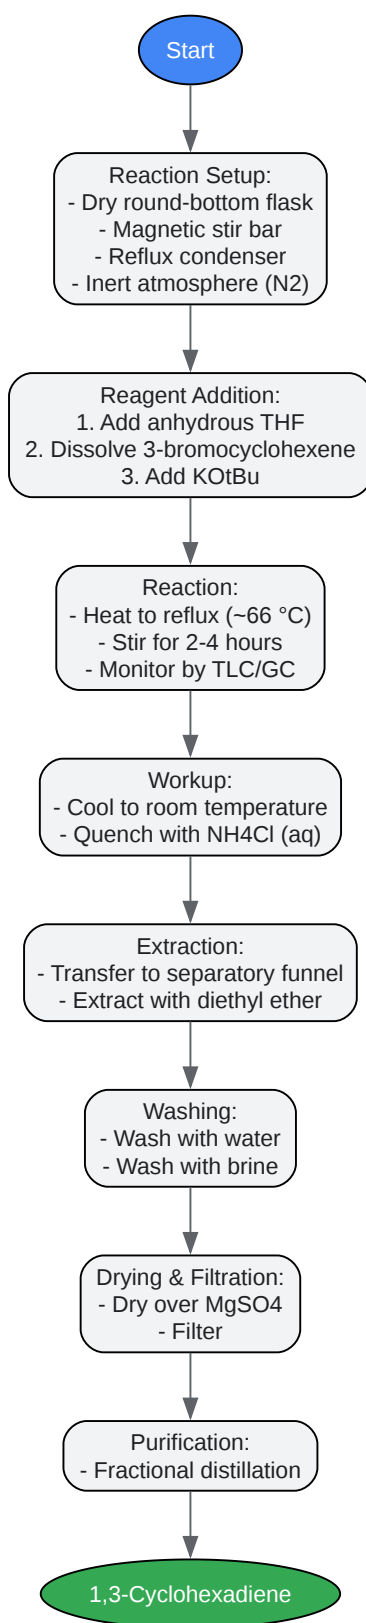 Start
Reaction Setup:
- Dry round-bottom flask
- Magnetic stir bar
- Reflux condenser
- Inert atmosphere (N2)
Reagent Addition:
1. Add anhydrous THF
2. Dissolve 3-bromocyclohexene
3. Add KOtBu
Reaction:
- Heat to reflux (~66 °C)
- Stir for 2-4 hours
- Monitor by TLC/GC
Workup:
- Cool to room temperature
- Quench with NH4Cl (aq)
Extraction:
- Transfer to separatory funnel
- Extract with diethyl ether
Washing:
- Wash with water
- Wash with brine
Drying & Filtration:
- Dry over MgSO4
- Filter
Purification:
- Fractional distillation
1,3-Cyclohexadiene